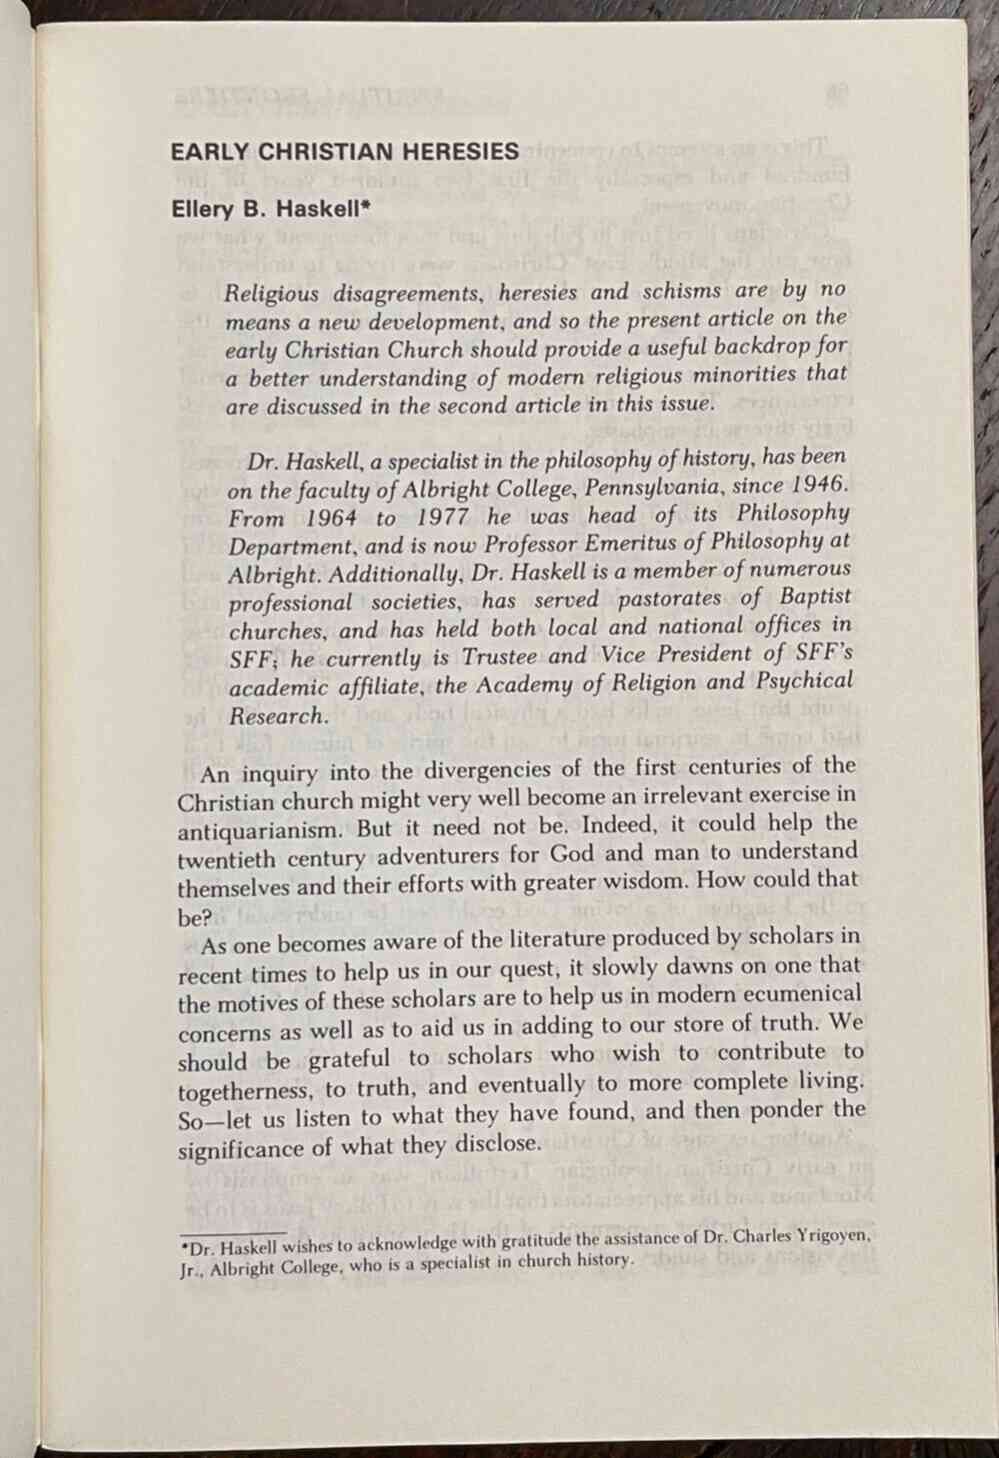 EARLY CHRISTIAN HERESIES
Ellery B. Haskell*
Religious disagreements, heresies and schisms are by no
means a new development, and so the present article on the
early Christian Church should provide a useful backdrop for
a better understanding of modern religious minorities that
are discussed in the second article in this issue.
Dr. Haskell, a specialist in the philosophy of history, has been
on the faculty of Albright College, Pennsylvania, since 1946.
From 1964 to 1977 he was head of its Philosophy
Department, and is now Professor Emeritus of Philosophy at
Albright. Additionally, Dr. Haskell is a member of numerous
professional societies, has served pastorates of Baptist
churches, and has held both local and national offices in
SFF; he currently is Trustee and Vice President of SFF's
academic affiliate, the Academy of Religion and Psychical
Research.
An inquiry into the divergencies of the first centuries of the
Christian church might very well become an irrelevant exercise in
antiquarianism. But it need not be. Indeed, it could help the
twentieth century adventurers for God and man to understand
themselves and their efforts with greater wisdom. How could that
be?
As one becomes aware of the literature produced by scholars in
recent times to help us in our quest, it slowly dawns on one that
the motives of these scholars are to help us in modern ecumenical
concerns as well as to aid us in adding to our store of truth. We
should be grateful to scholars who wish to contribute to
togetherness, to truth, and eventually to more complete living.
So—let us listen to what they have found, and then ponder the
significance of what they disclose.
*Dr. Haskell wishes to acknowledge with gratitude the assistance of Dr. Charles Yrigoyen,
Jr., Albright College, who is a specialist in church history.